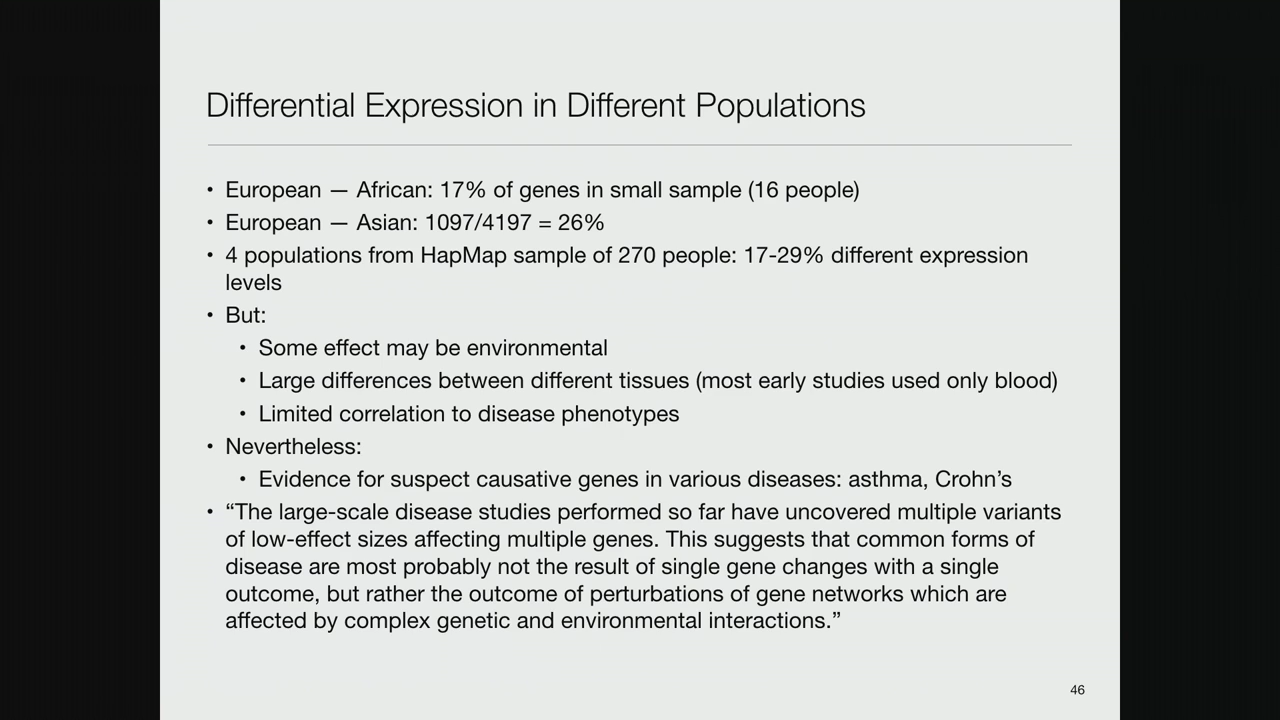 Differential Expression in Different Populations
• European — African: 17% of genes in small sample (16 people)
• European — Asian: 1097/4197 = 26%
• 4 populations from HapMap sample of 270 people: 17-29% different expression
levels
• But:
• Some effect may be environmental
• Large differences between different tissues (most early studies used only blood)
• Limited correlation to disease phenotypes
• Nevertheless:
• Evidence for suspect causative genes in various diseases: asthma, Crohn’s
• “The large-scale disease studies performed so far have uncovered multiple variants
of low-effect sizes affecting multiple genes. This suggests that common forms of
disease are most probably not the result of single gene changes with a single
outcome, but rather the outcome of perturbations of gene networks which are
affected by complex genetic and environmental interactions.”
46